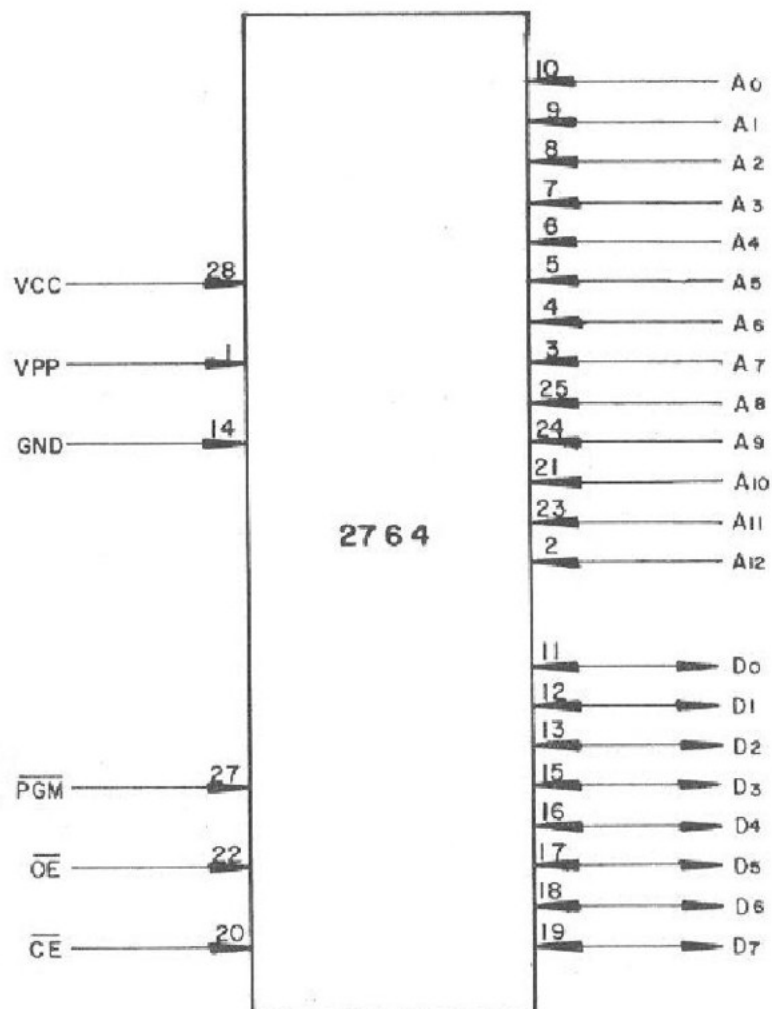 10 A0
9 A1
8 A2
7 A3
6 A4
28 5 A5
VCC
4 A6
1 3 A7
VPP
25 A8
14 24 A9
GND
21 A10
23 A11
2764
2 A12
11 D0
12 D1
13 D2
27 15 D3
PGM
16 D4
22 17 D5
OE
18 D6
20 19 D7
CE